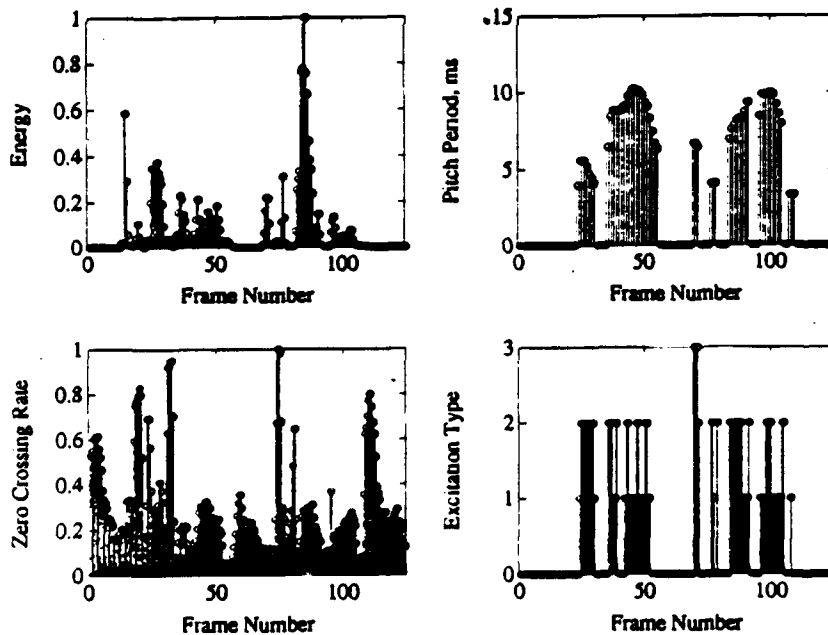 1
0.8
0.6
0.4
0.2
0
Energy
0 50 100
Frame Number
15
10
5
0
Pitch Period, ms
0 50 100
Frame Number
1
0.8
0.6
0.4
0.2
0
Zero Crossing Rate
0 50 100
Frame Number
3
2
1
0
Excitation Type
0 50 100
Frame Number